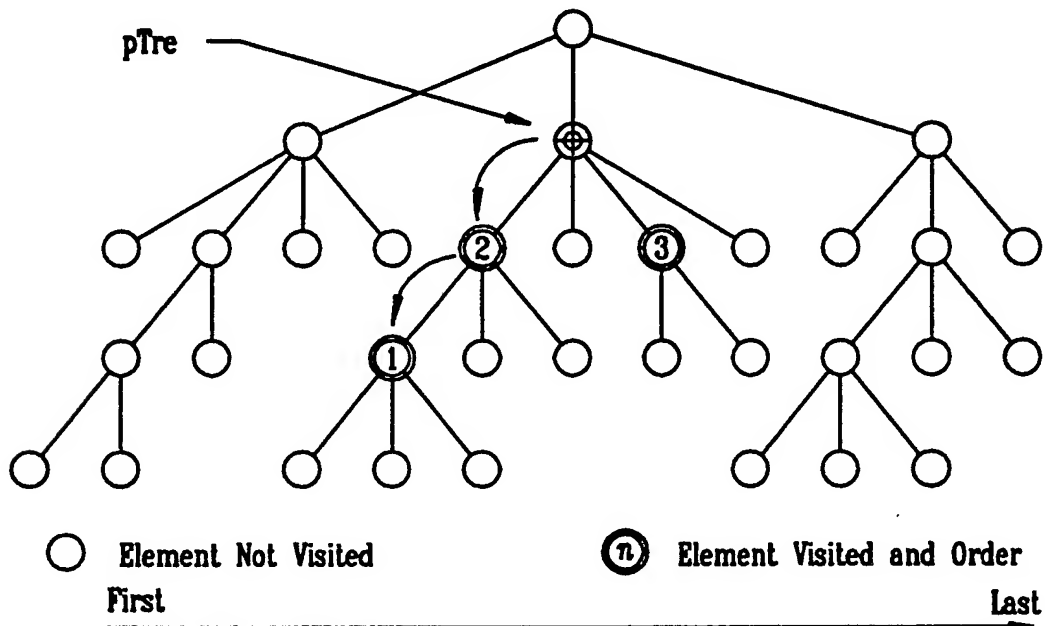 pTre
2
3
1
Element Not Visited
n Element Visited and Order
First
Last